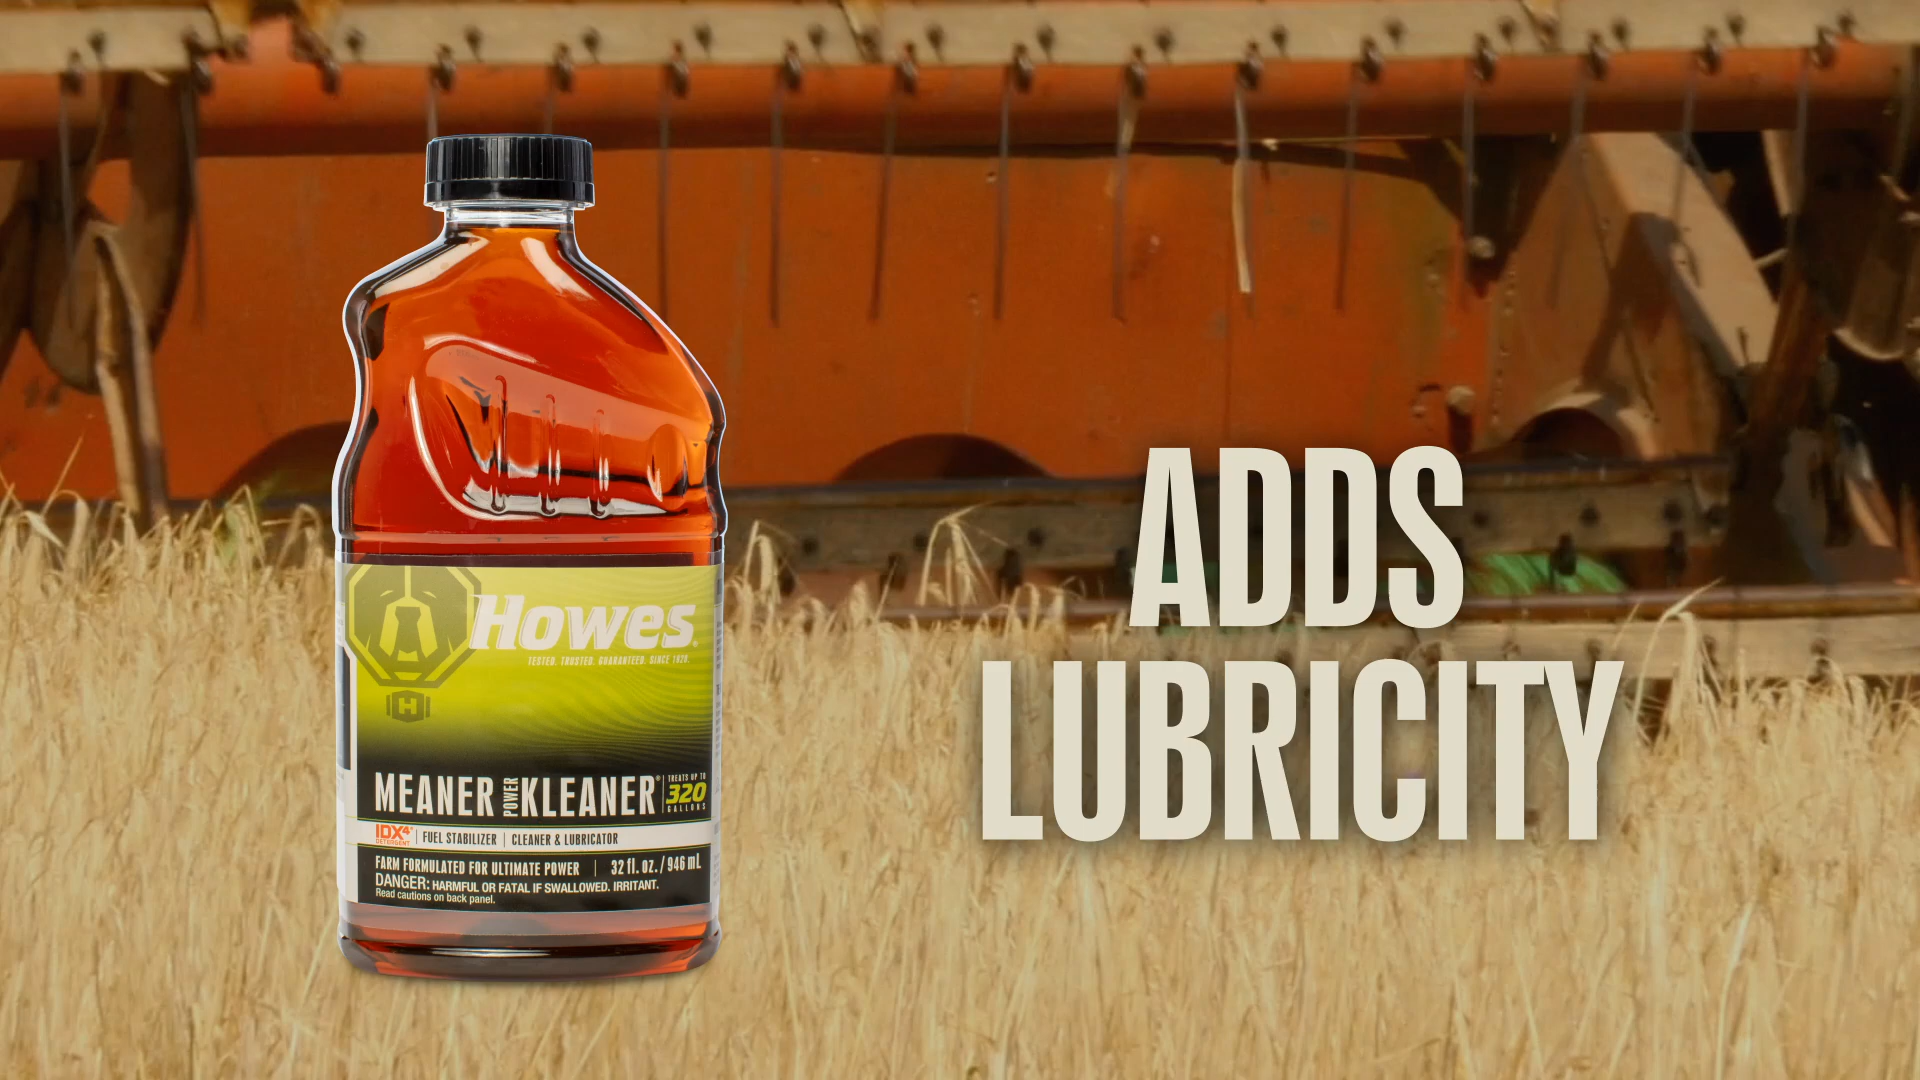 ADDS
LUBRICITY
Howes®
TESTED. TRUSTED. GUARANTEED. SINCE 1920.
H
MEANER POWER KLEANER®
TREATS UP TO
320
GALLONS
IDX4®
DETERGENT
FUEL STABILIZER | CLEANER & LUBRICATOR
FARM FORMULATED FOR ULTIMATE POWER | 32 fl. oz. / 946 mL
DANGER: HARMFUL OR FATAL IF SWALLOWED. IRRITANT.
Read cautions on back panel.